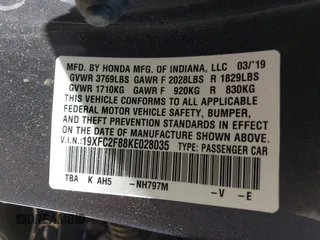 MFD. BY HONDA MFG. OF INDIANA, LLC 03/'19
GVWR 3769LBS GAWR F 2028LBS R 1829LBS
GVWR 1710KG GAWR F 920KG R 830KG
THIS VEHICLE CONFORMS TO ALL APPLICABLE
FEDERAL MOTOR VEHICLE SAFETY, BUMPER,
AND THEFT PREVENTION STANDARDS IN EFFECT
ON THE DATE OF MANUFACTURE SHOWN ABOVE.
V.I.N.:19XFC2F88KE028035 TYPE: PASSENGER CAR
TBA K AH5 -NH797M -V -E